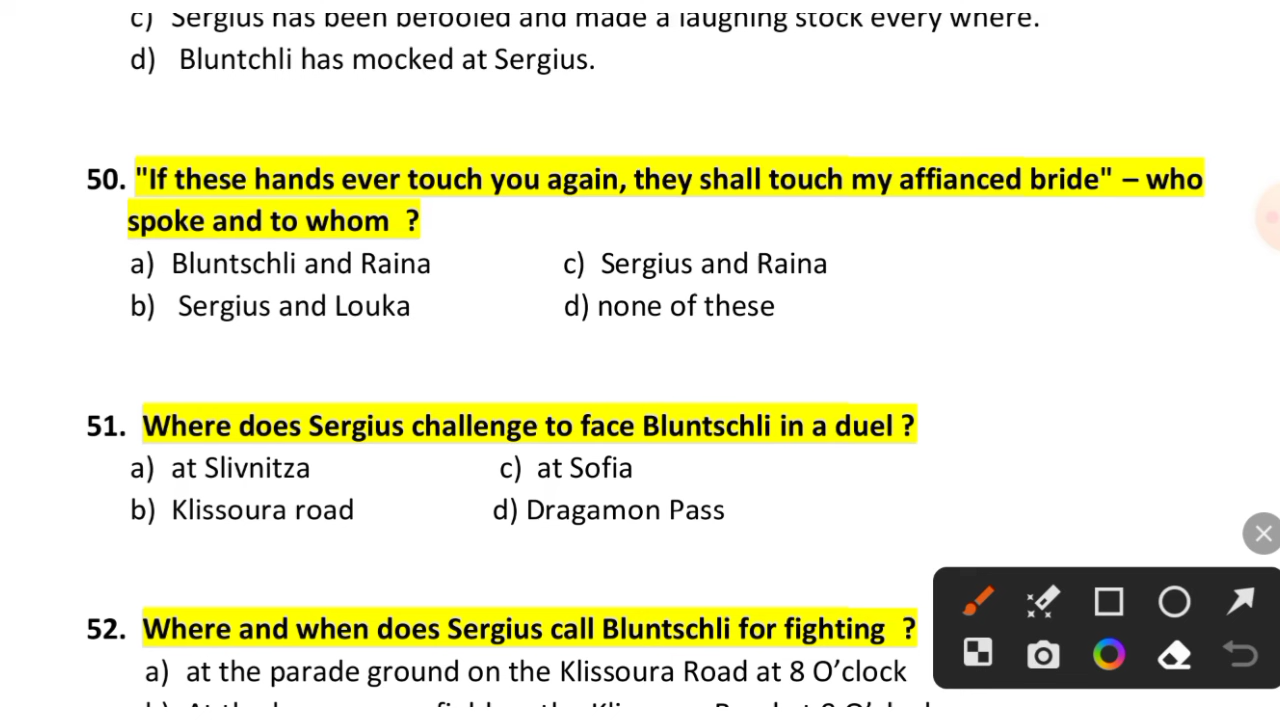 c) Sergius has been befooled and made a laughing stock every where.
d) Bluntchli has mocked at Sergius.
50. "If these hands ever touch you again, they shall touch my affianced bride" – who
spoke and to whom ?
a) Bluntschli and Raina c) Sergius and Raina
b) Sergius and Louka d) none of these
51. Where does Sergius challenge to face Bluntschli in a duel ?
a) at Slivnitza c) at Sofia
b) Klissoura road d) Dragamon Pass
52. Where and when does Sergius call Bluntschli for fighting ?
a) at the parade ground on the Klissoura Road at 8 O’clock